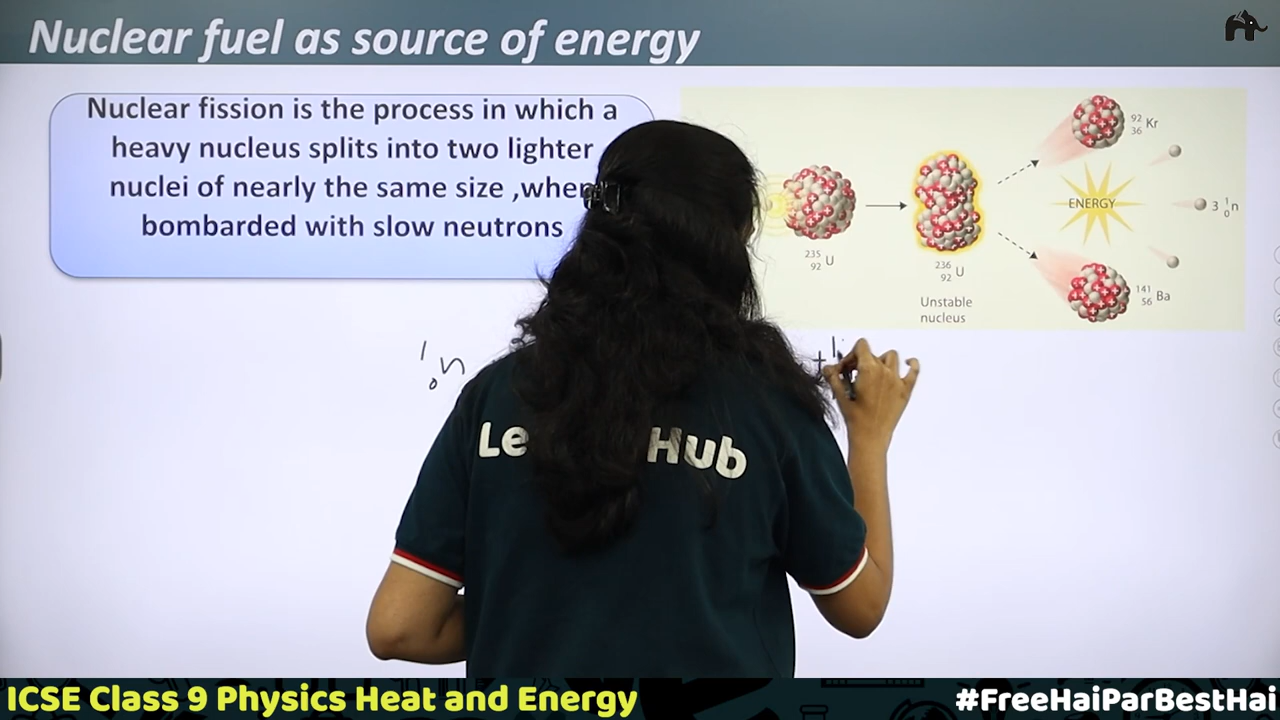 Nuclear fuel as source of energy
Nuclear fission is the process in which a
heavy nucleus splits into two lighter
nuclei of nearly the same size ,when
bombarded with slow neutrons
235
92 U
236
92 U
Unstable
nucleus
92
36 Kr
ENERGY
3 1
0 n
141
56 Ba
1
0 n
+
Le Hub
ICSE Class 9 Physics Heat and Energy
#FreeHaiParBestHai